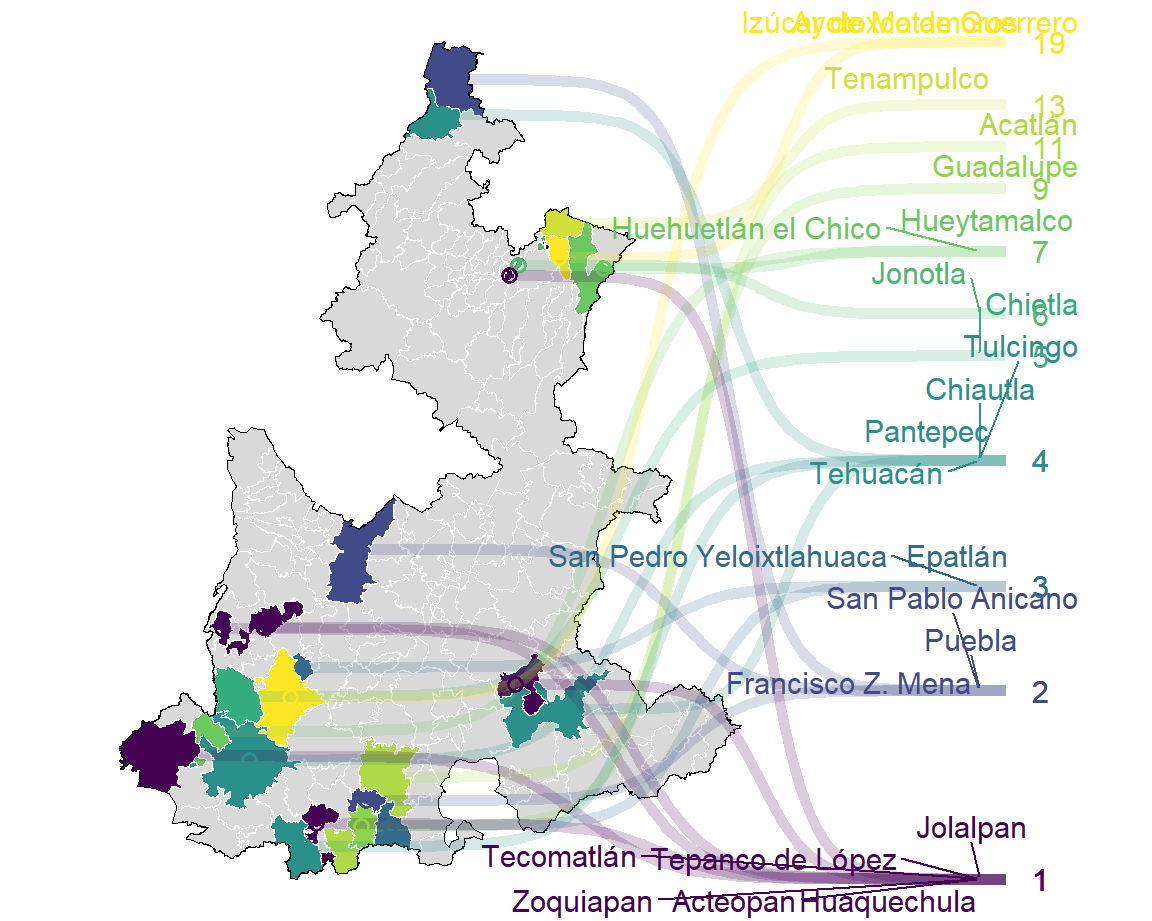 Izúcar de Matamoros
Ayotoxco de Guerrero
19
Tenampulco
13
Acatlán
11
Guadalupe
9
Huehuetlán el Chico
Hueytamalco
7
Jonotla
Chietla
6
Tulcingo
5
Chiautla
Pantepec
4
Tehuacán
San Pedro Yeloixtlahuaca
Epatlán
3
San Pablo Anicano
Puebla
Francisco Z. Mena
2
Jolalpan
Tecomatlán
Tepanco de López
1
Zoquiapan
Acteopan
Huaquechula